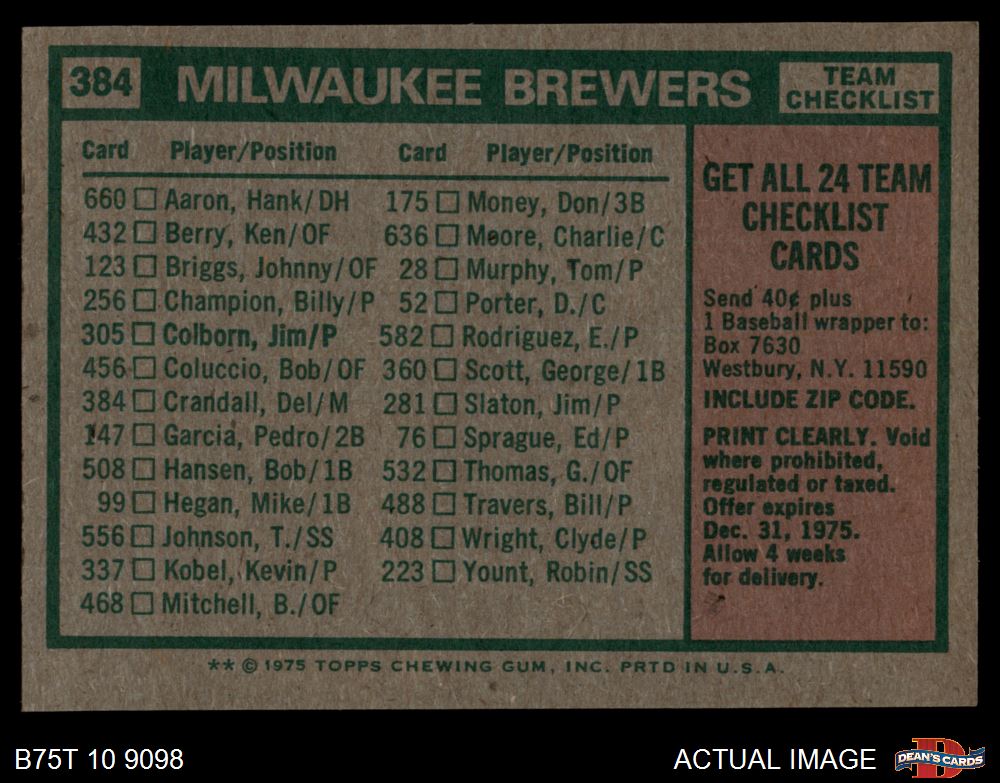 384 MILWAUKEE BREWERS TEAM CHECKLIST
Card Player/Position
660 Aaron, Hank/DH
432 Berry, Ken/OF
123 Briggs, Johnny/OF
256 Champion, Billy/P
305 Colborn, Jim/P
456 Coluccio, Bob/OF
384 Crandall, Del/M
147 Garcia, Pedro/2B
508 Hansen, Bob/1B
99 Hegan, Mike/1B
556 Johnson, T./SS
337 Kobel, Kevin/P
468 Mitchell, B./OF
Card Player/Position
175 Money, Don/3B
636 Moore, Charlie/C
28 Murphy, Tom/P
52 Porter, D./C
582 Rodriguez, E./P
360 Scott, George/1B
281 Slaton, Jim/P
76 Sprague, Ed/P
532 Thomas, G./OF
488 Travers, Bill/P
408 Wright, Clyde/P
223 Yount, Robin/SS
GET ALL 24 TEAM
CHECKLIST
CARDS
Send 40¢ plus
1 Baseball wrapper to:
Box 7630
Westbury, N.Y. 11590
INCLUDE ZIP CODE.
PRINT CLEARLY. Void
where prohibited,
regulated or taxed.
Offer expires
Dec. 31, 1975.
Allow 4 weeks
for delivery.
** © 1975 TOPPS CHEWING GUM, INC. PRTD IN U.S.A.
B75T 10 9098
ACTUAL IMAGE
D
DEAN'S CARDS